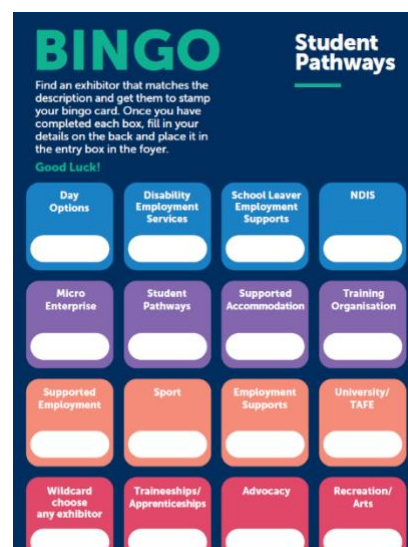 BINGO
Student
Pathways
Find an exhibitor that matches the
description and get them to stamp
your bingo card. Once you have
completed each box, fill in your
details on the back and place it in
the entry box in the foyer.
Good Luck!
Day
Options
Disability
Employment
Services
School Leaver
Employment
Supports
NDIS
Micro
Enterprise
Student
Pathways
Supported
Accommodation
Training
Organisation
Supported
Employment
Sport
Employment
Supports
University/
TAFE
Wildcard
choose
any exhibitor
Traineeships/
Apprenticeships
Advocacy
Recreation/
Arts